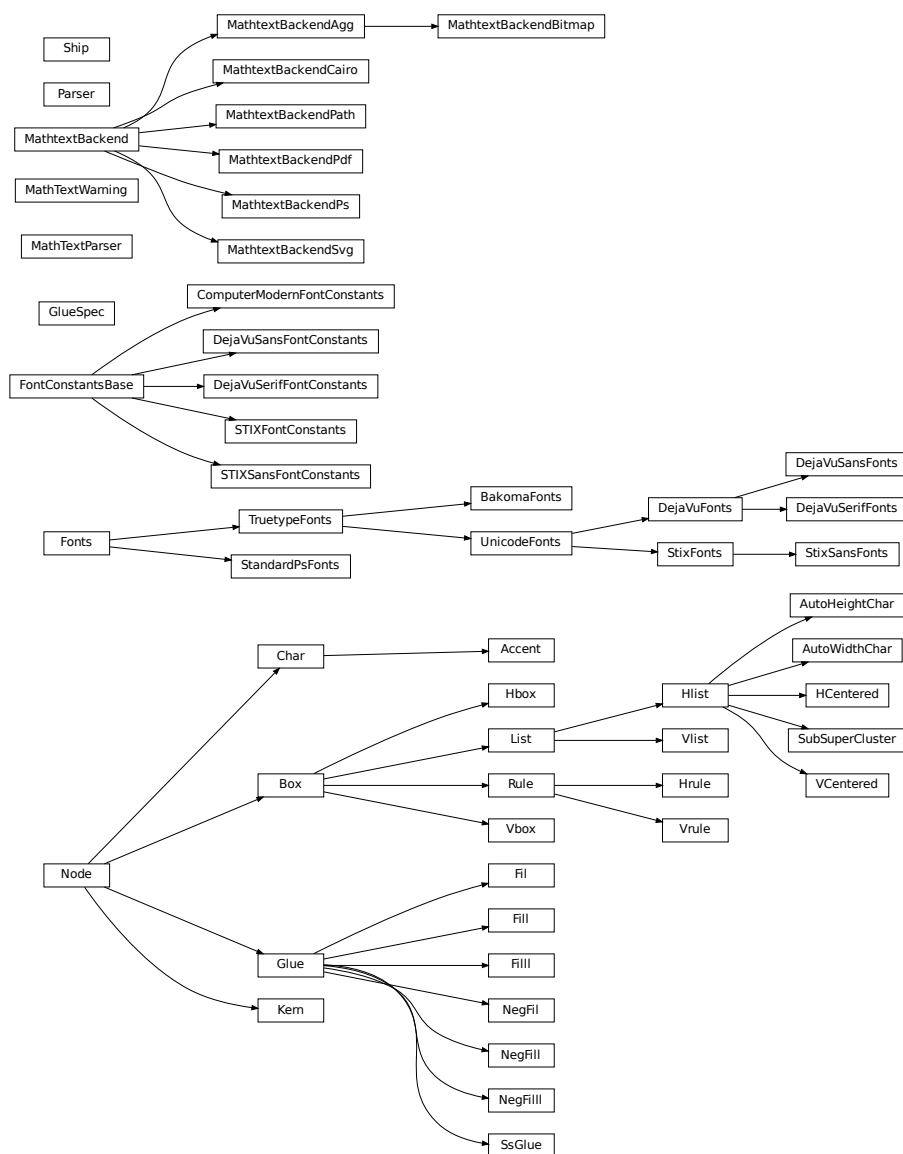 MathtextBackendAgg
MathtextBackendBitmap
Ship
MathtextBackendCairo
Parser
MathtextBackendPath
MathtextBackend
MathtextBackendPdf
MathTextWarning
MathtextBackendPs
MathTextParser
MathtextBackendSvg
ComputerModernFontConstants
GlueSpec
DejaVuSansFontConstants
FontConstantsBase
DejaVuSerifFontConstants
STIXFontConstants
STIXSansFontConstants
DejaVuSansFonts
BakomaFonts
DejaVuFonts
DejaVuSerifFonts
TruetypeFonts
Fonts
UnicodeFonts
StixFonts
StixSansFonts
StandardPsFonts
AutoHeightChar
Char
Accent
AutoWidthChar
Hbox
Hlist
HCentered
List
Vlist
SubSuperCluster
Box
Rule
Hrule
VCentered
Vbox
Vrule
Node
Fil
Fill
Glue
Filll
Kern
NegFil
NegFill
NegFilll
SsGlue